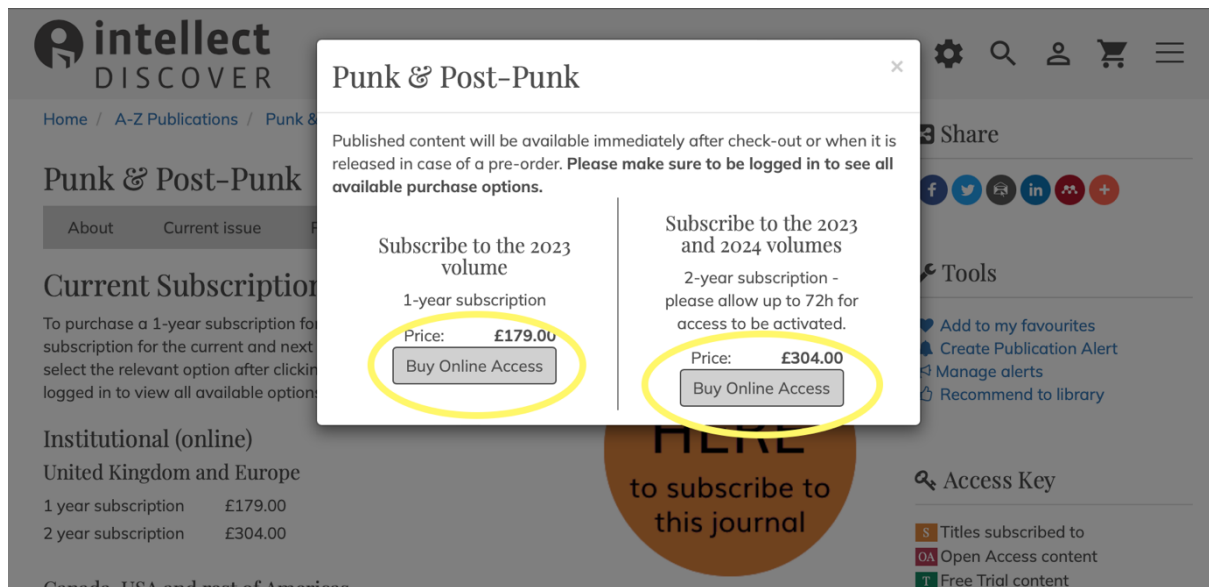 intellect
DISCOVER
Home / A-Z Publications / Punk &
Punk & Post-Punk
About Current issue
Current Subscription
To purchase a 1-year subscription for
subscription for the current and next
select the relevant option after clickin
logged in to view all available option
Institutional (online)
United Kingdom and Europe
1 year subscription £179.00
2 year subscription £304.00
Canada, USA and rest of Americas
Punk & Post-Punk
×
Published content will be available immediately after check-out or when it is
released in case of a pre-order. Please make sure to be logged in to see all
available purchase options.
Subscribe to the 2023
volume
1-year subscription
Price: £179.00
Buy Online Access
Subscribe to the 2023
and 2024 volumes
2-year subscription -
please allow up to 72h for
access to be activated.
Price: £304.00
Buy Online Access
HERE
to subscribe to
this journal
Share
Tools
Add to my favourites
Create Publication Alert
Manage alerts
Recommend to library
Access Key
S Titles subscribed to
OA Open Access content
T Free Trial content